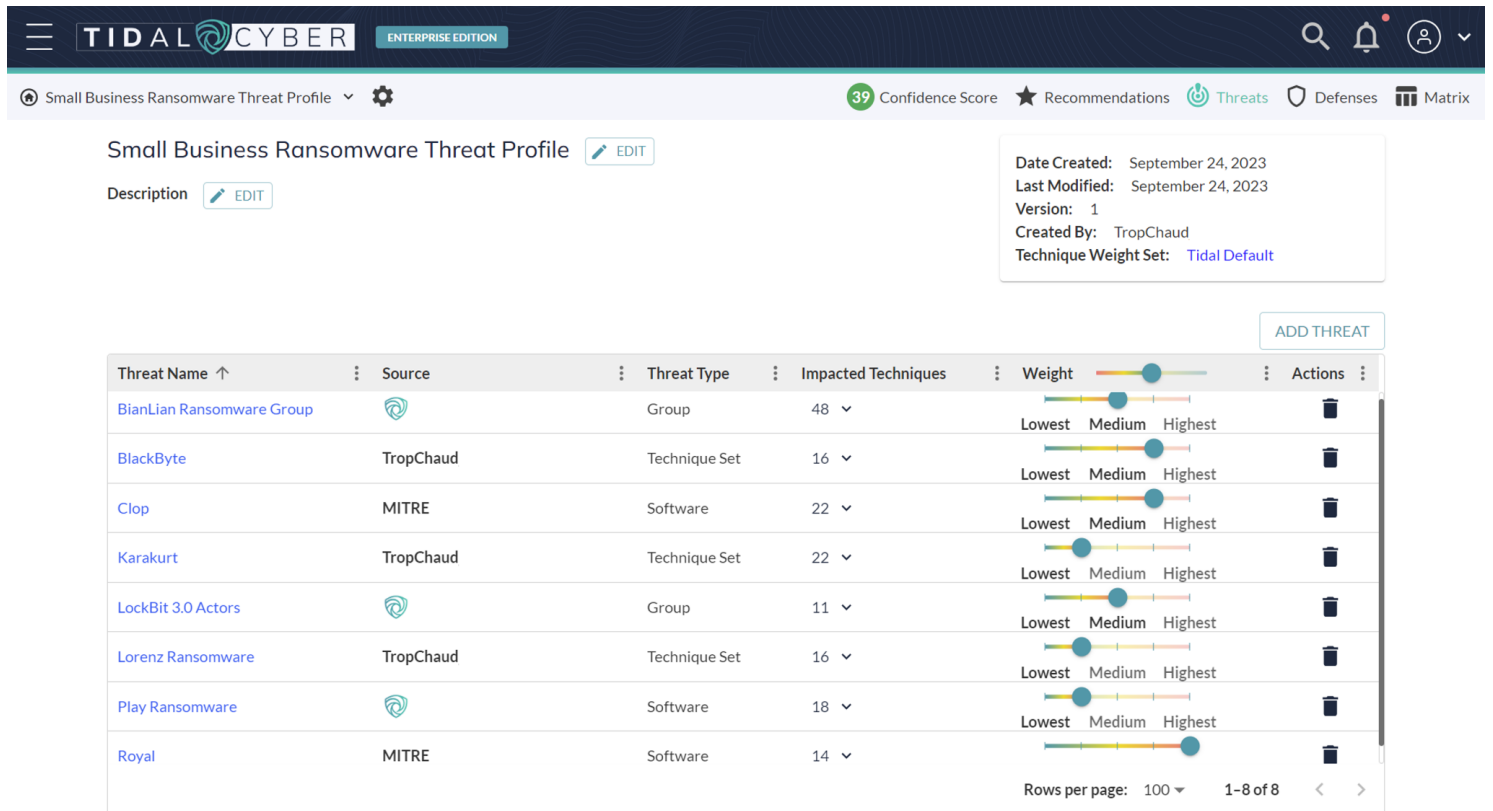 TIDAL CYBER ENTERPRISE EDITION
Small Business Ransomware Threat Profile 39 Confidence Score Recommendations Threats Defenses Matrix
Small Business Ransomware Threat Profile EDIT
Description EDIT
Date Created: September 24, 2023
Last Modified: September 24, 2023
Version: 1
Created By: TropChaud
Technique Weight Set: Tidal Default
ADD THREAT
Threat Name Source Threat Type Impacted Techniques Weight Actions
BianLian Ransomware Group Group 48
Lowest Medium Highest
BlackByte TropChaud Technique Set 16
Lowest Medium Highest
Clop MITRE Software 22
Lowest Medium Highest
Karakurt TropChaud Technique Set 22
Lowest Medium Highest
LockBit 3.0 Actors Group 11
Lowest Medium Highest
Lorenz Ransomware TropChaud Technique Set 16
Lowest Medium Highest
Play Ransomware Software 18
Lowest Medium Highest
Royal MITRE Software 14
Rows per page: 100 1-8 of 8